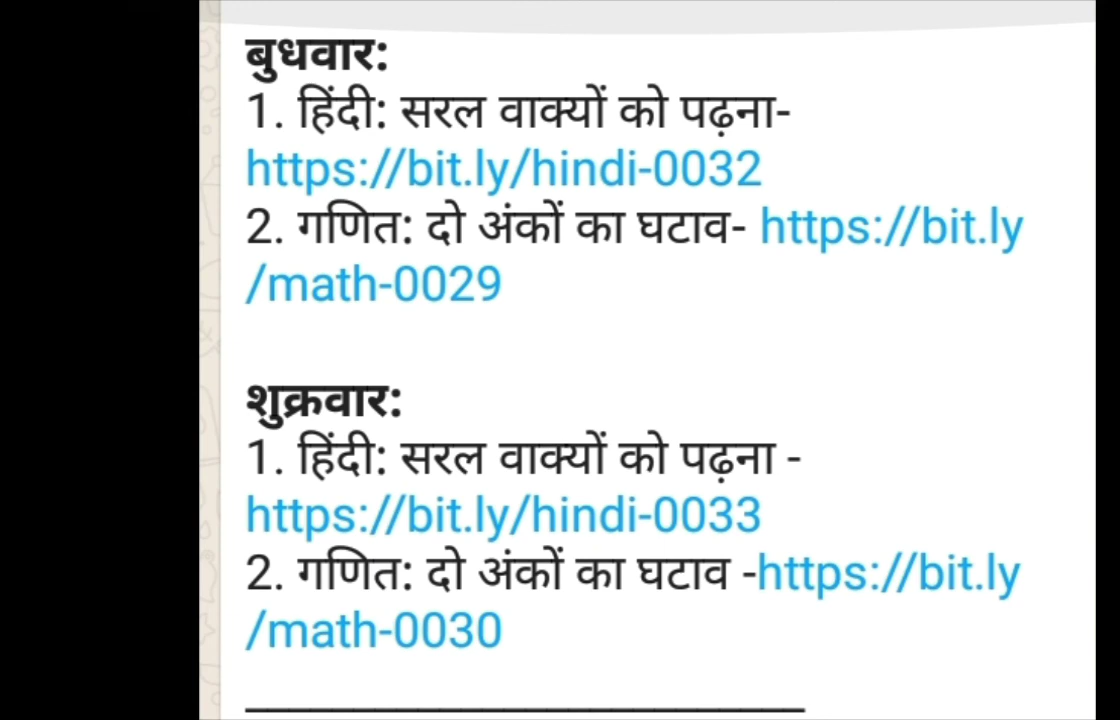 बुधवार:
1. हिंदी: सरल वाक्यों को पढ़ना-
https://bit.ly/hindi-0032
2. गणित: दो अंकों का घटाव- https://bit.ly
/math-0029
शुक्रवार:
1. हिंदी: सरल वाक्यों को पढ़ना -
https://bit.ly/hindi-0033
2. गणित: दो अंकों का घटाव -https://bit.ly
/math-0030